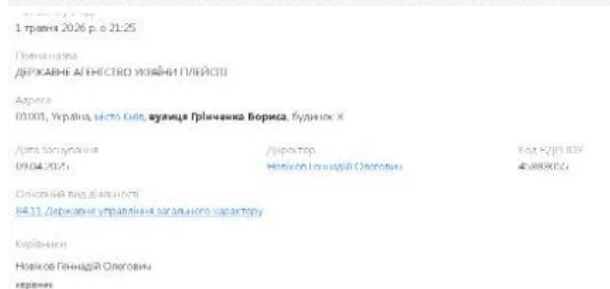 1 травня 2026 р. о 21:25
Повна назва
ДЕРЖАВНЕ АГЕНТСТВО УКРАЇНИ ПЛЕЙСІТІ
Адреса
01001, Україна, місто Київ, вулиця Грінченка Бориса, будинок
Дата заснування Директор Код ЄДРПОУ
09.04.2025 Новіков Геннадій Олегович
Основний вид діяльності
84.11 Державне управління загального характеру
Керівники
Новіков Геннадій Олегович
керівник